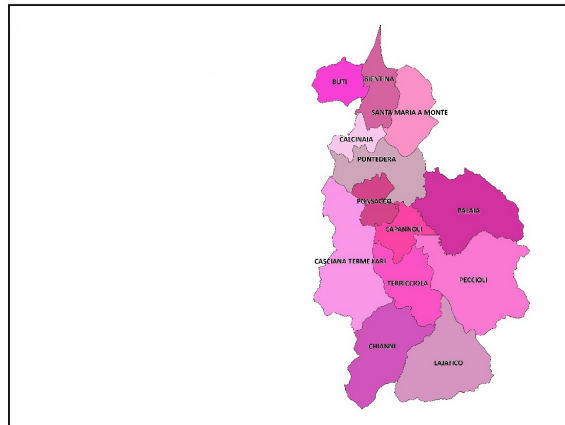 BIENTINA
BUTI
SANTA MARIA A MONTE
CALCINAIA
PONTEDERA
PONSACCO
PALAIA
CAPANNOLI
CASCIANA TERME LARI
PECCIOLI
TERRICCIOLA
CHIANNI
LAJATICO